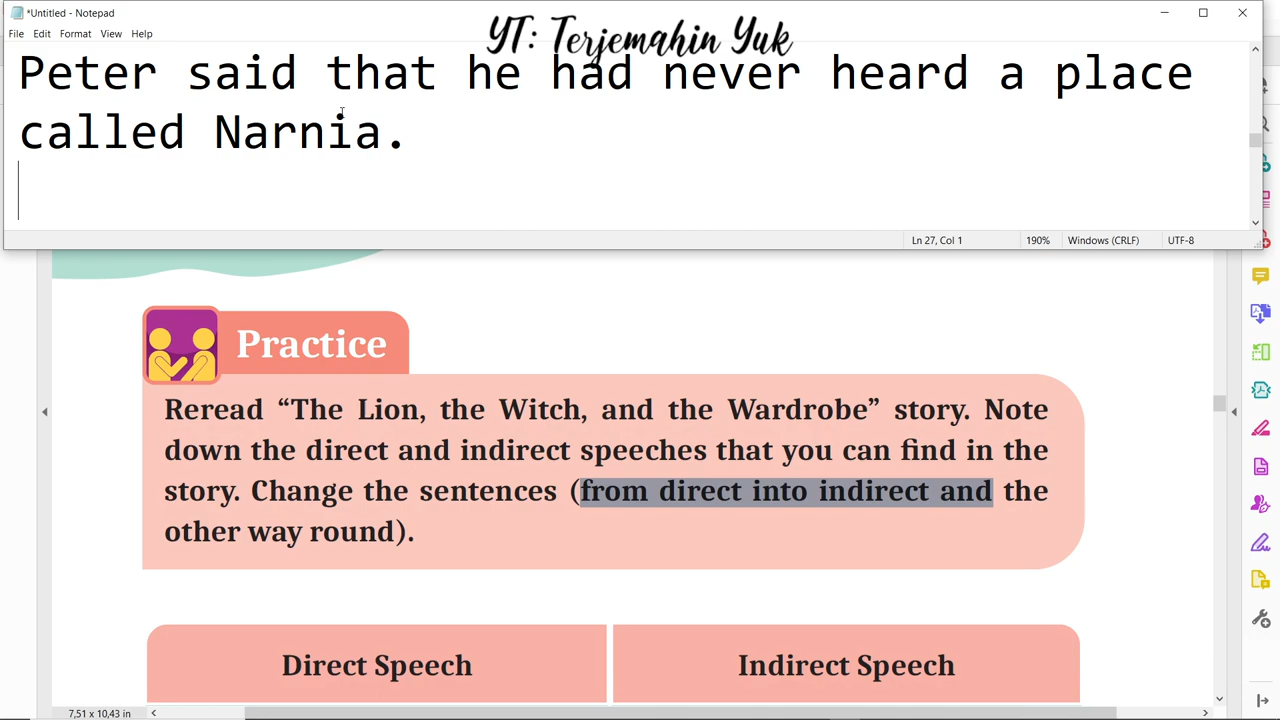 *Untitled - Notepad
File Edit Format View Help
YT: Terjemahin Yuk
Peter said that he had never heard a place
called Narnia.
Ln 27, Col 1 190% Windows (CRLF) UTF-8
Practice
Reread “The Lion, the Witch, and the Wardrobe” story. Note
down the direct and indirect speeches that you can find in the
story. Change the sentences (from direct into indirect and the
other way round).
Direct Speech Indirect Speech
7,51 x 10,43 in